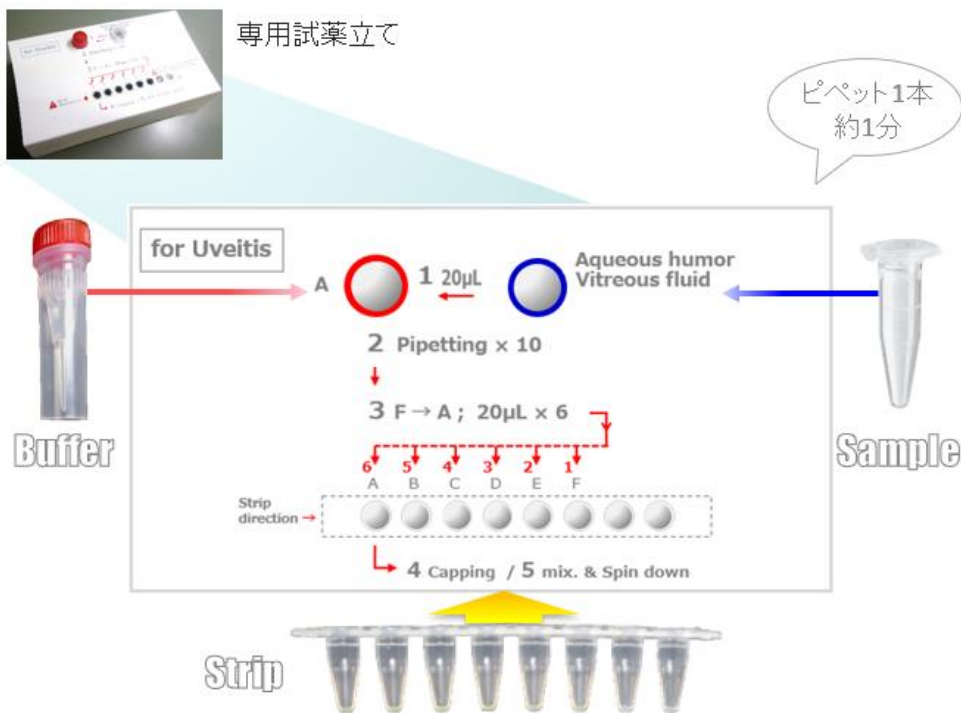 専用試薬立て
for Uveitis
ピペット1本
約1分
for Uveitis
A
1 20μL
Aqueous humor
Vitreous fluid
2 Pipetting × 10
3 F → A ; 20μL × 6
6 5 4 3 2 1
A B C D E F
Strip
direction →
4 Capping / 5 mix. & Spin down
Buffer
Sample
Strip